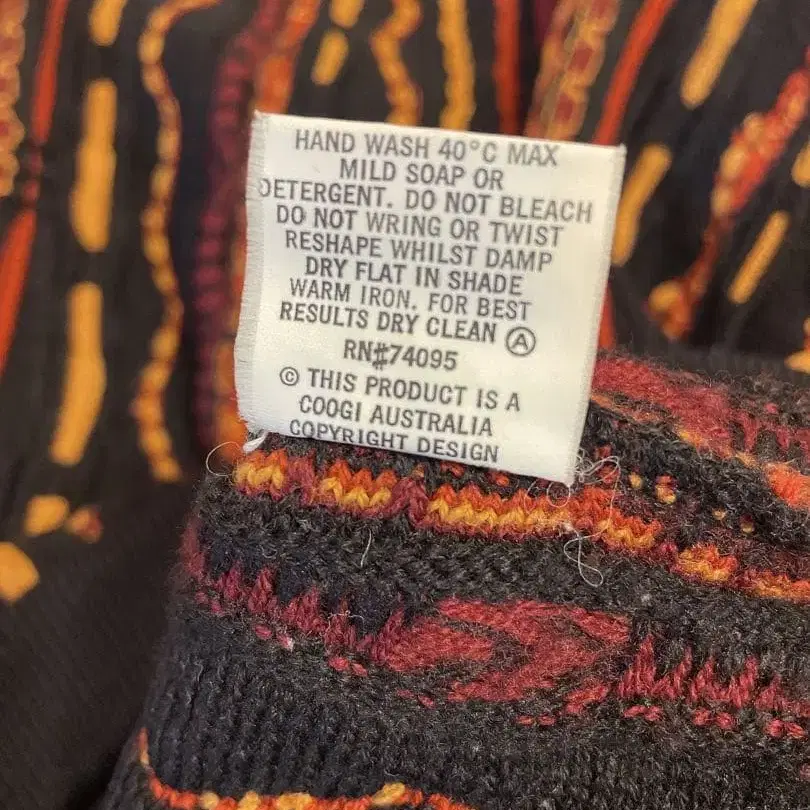 HAND WASH 40°C MAX
MILD SOAP OR
DETERGENT. DO NOT BLEACH
DO NOT WRING OR TWIST
RESHAPE WHILST DAMP
DRY FLAT IN SHADE
WARM IRON. FOR BEST
RESULTS DRY CLEAN Ⓐ
RN#74095
© THIS PRODUCT IS A
COOGI AUSTRALIA
COPYRIGHT DESIGN